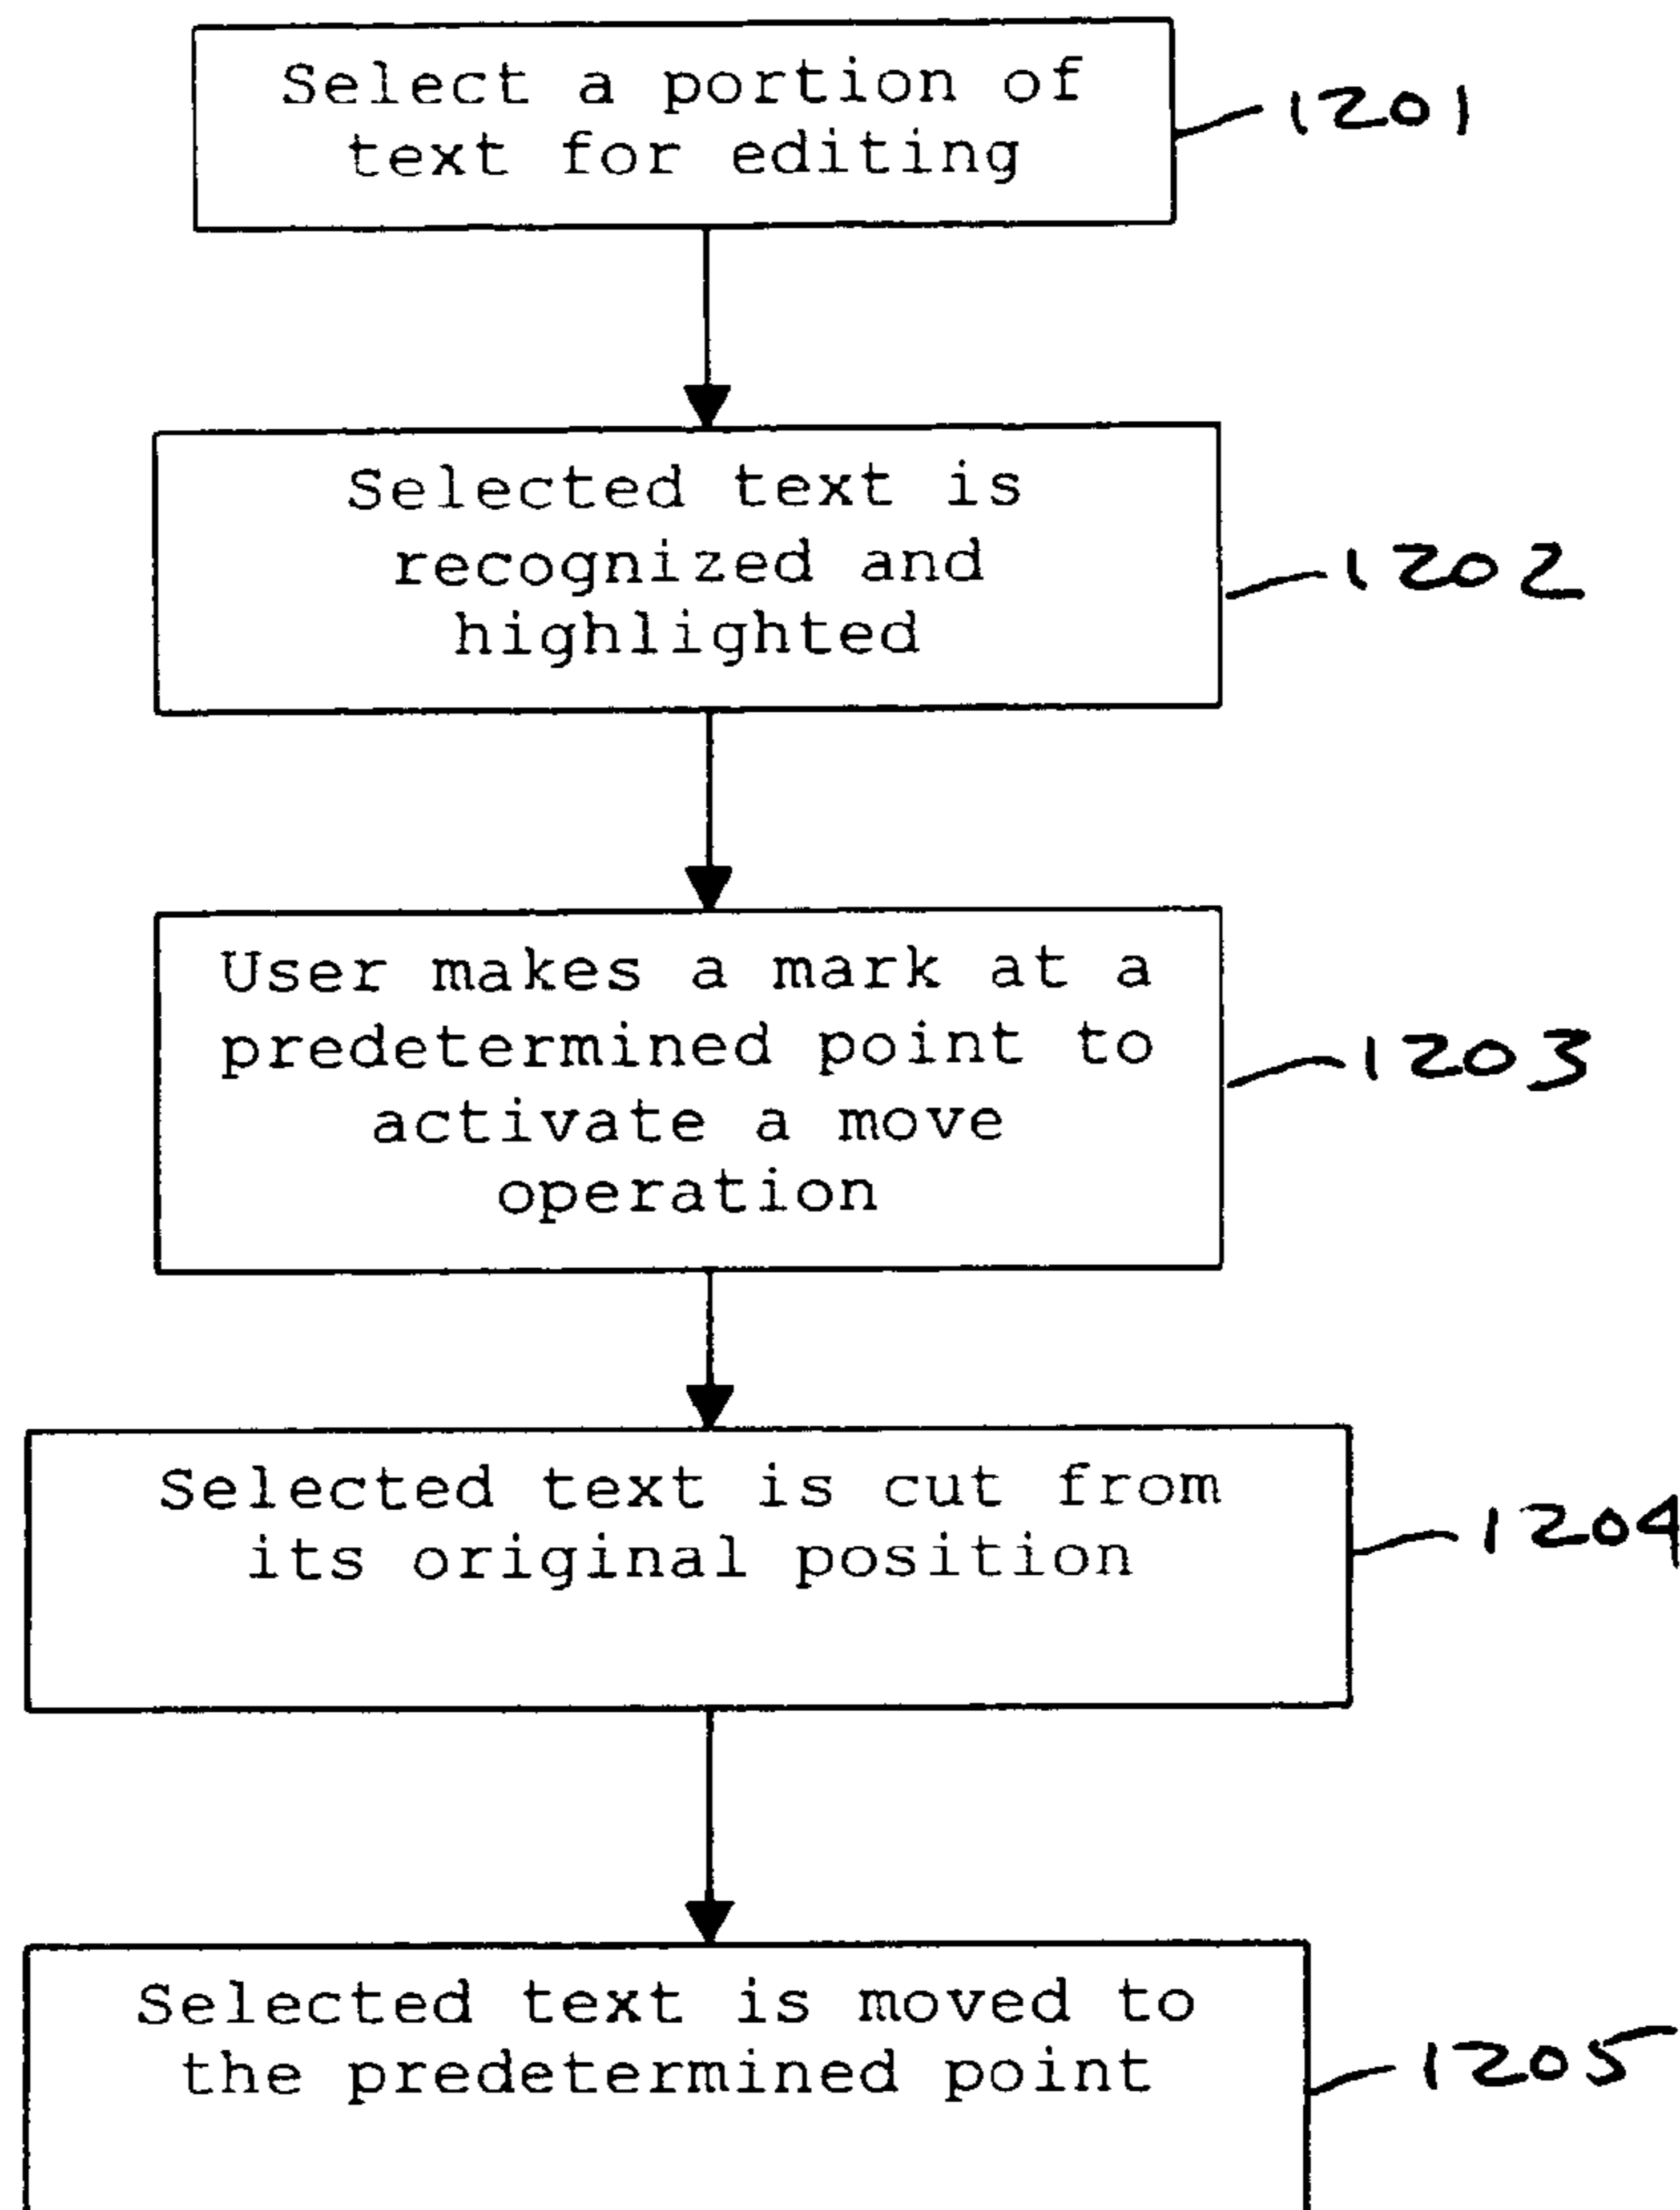 Select a portion of
text for editing
1201
Selected text is
recognized and
highlighted
1202
User makes a mark at a
predetermined point to
activate a move
operation
1203
Selected text is cut from
its original position
1204
Selected text is moved to
the predetermined point
1205